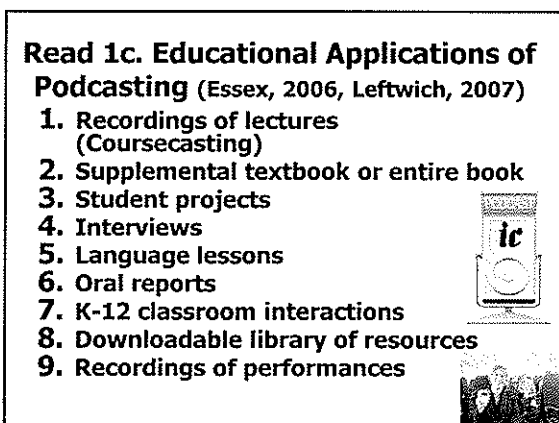 Read 1c. Educational Applications of
Podcasting (Essex, 2006, Leftwich, 2007)
1. Recordings of lectures
(Coursecasting)
2. Supplemental textbook or entire book
3. Student projects
4. Interviews
5. Language lessons
6. Oral reports
7. K-12 classroom interactions
8. Downloadable library of resources
9. Recordings of performances
ic